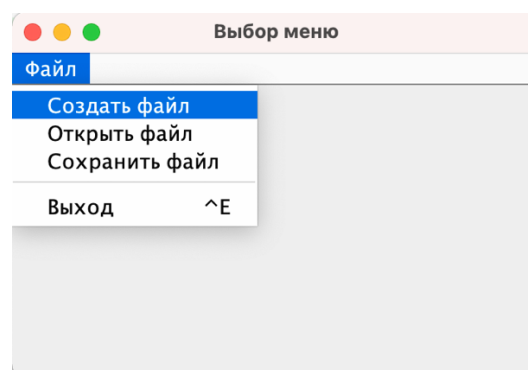 Выбор меню
Файл
Создать файл
Открыть файл
Сохранить файл
Выход ^E